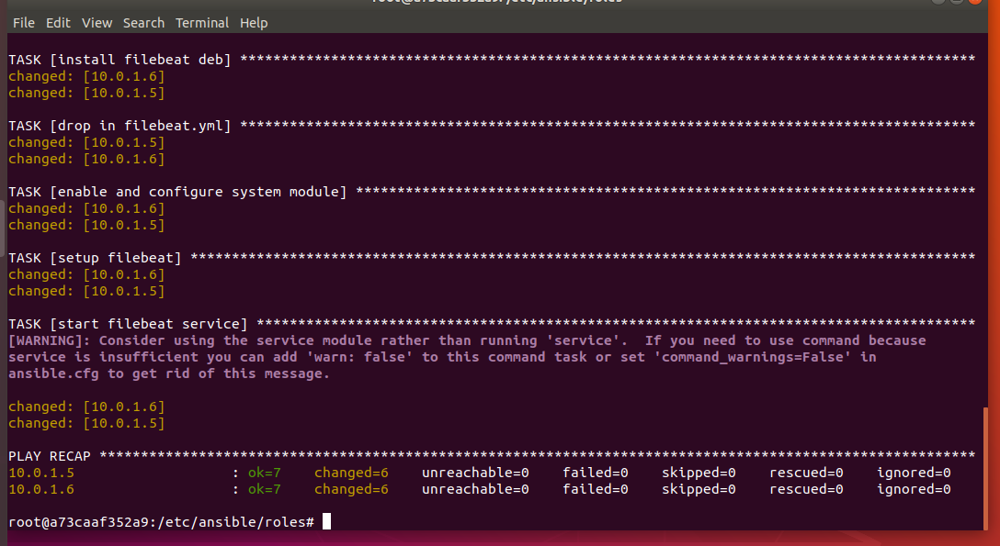 root@a73caaf352a9: /etc/ansible/roles
File Edit View Search Terminal Help
TASK [install filebeat deb] *****************************************************************************************
changed: [10.0.1.6]
changed: [10.0.1.5]
TASK [drop in filebeat.yml] *****************************************************************************************
changed: [10.0.1.5]
changed: [10.0.1.6]
TASK [enable and configure system module] ***************************************************************************
changed: [10.0.1.6]
changed: [10.0.1.5]
TASK [setup filebeat] ***********************************************************************************************
changed: [10.0.1.6]
changed: [10.0.1.5]
TASK [start filebeat service] ***************************************************************************************
[WARNING]: Consider using the service module rather than running 'service'.  If you need to use command because
service is insufficient you can add 'warn: false' to this command task or set 'command_warnings=False' in
ansible.cfg to get rid of this message.
changed: [10.0.1.6]
changed: [10.0.1.5]
PLAY RECAP **********************************************************************************************************
10.0.1.5                   : ok=7    changed=6    unreachable=0    failed=0    skipped=0    rescued=0    ignored=0
10.0.1.6                   : ok=7    changed=6    unreachable=0    failed=0    skipped=0    rescued=0    ignored=0
root@a73caaf352a9:/etc/ansible/roles#